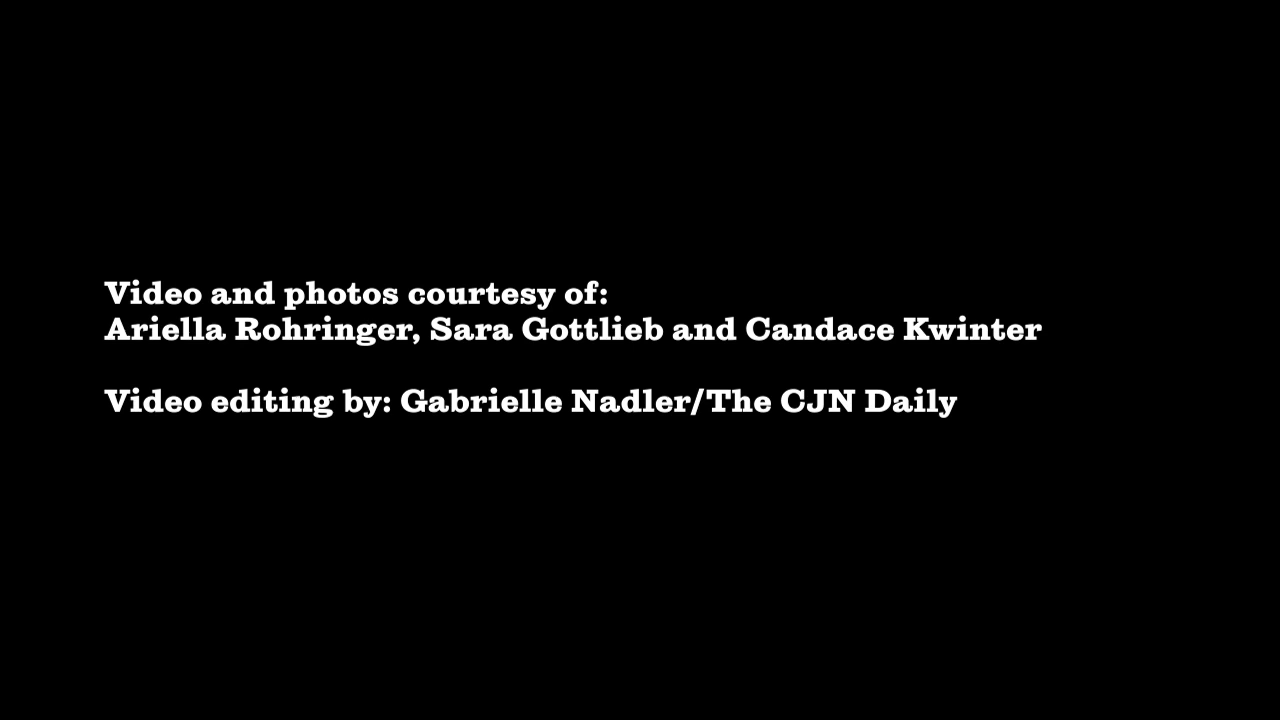 Video and photos courtesy of:
Ariella Rohringer, Sara Gottlieb and Candace Kwinter
Video editing by: Gabrielle Nadler/The CJN Daily